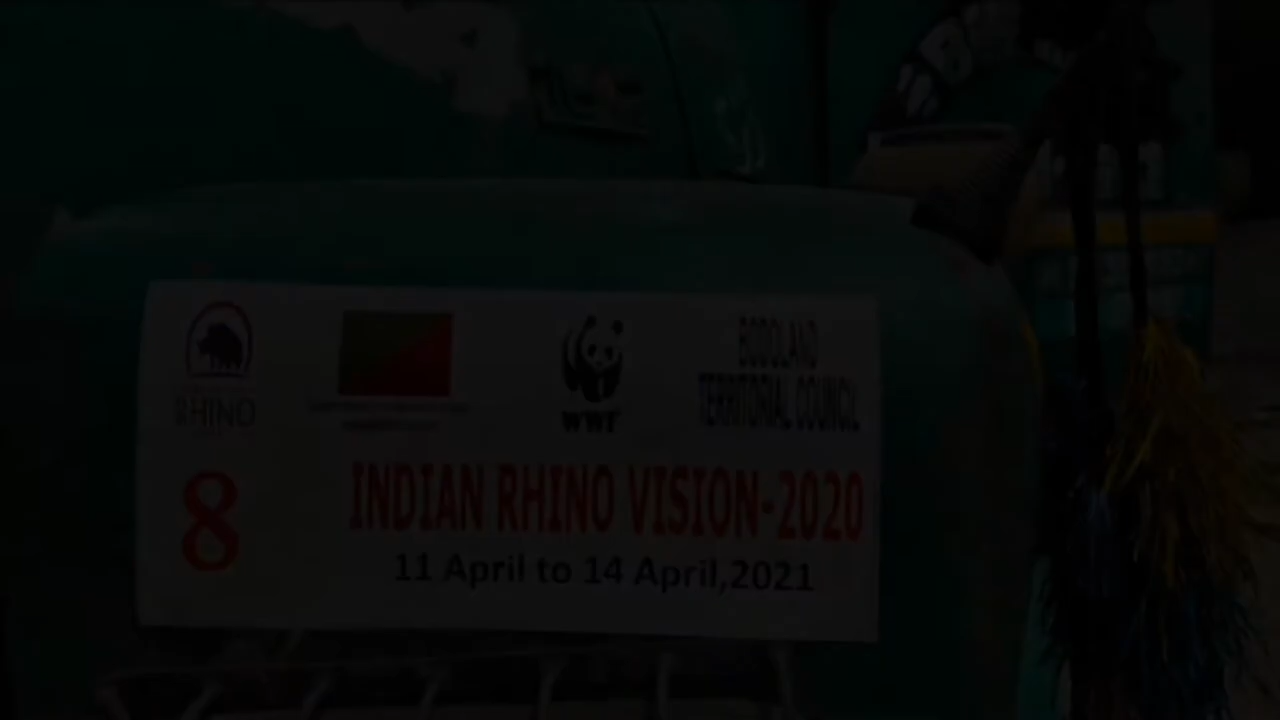 RHINO
WWF
BODOLAND
TERRITORIAL COUNCIL
8
INDIAN RHINO VISION-2020
11 April to 14 April,2021